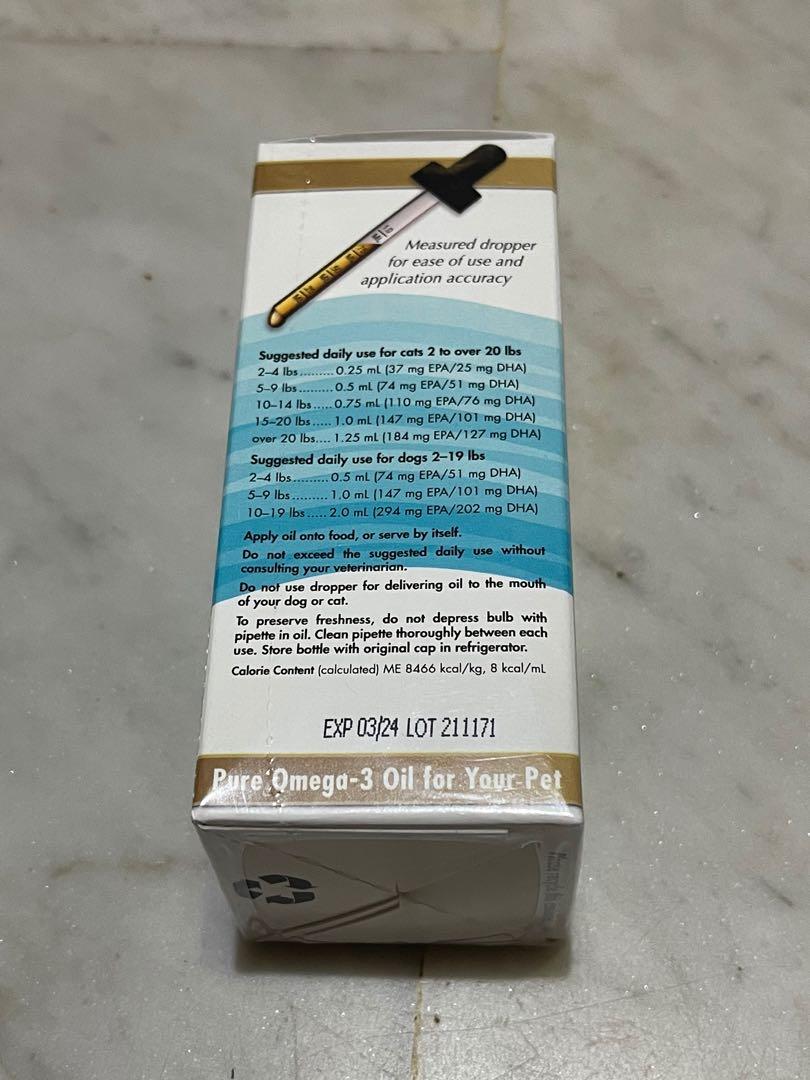 Measured dropper
for ease of use and
application accuracy
Suggested daily use for cats 2 to over 20 lbs
2–4 lbs.........0.25 mL (37 mg EPA/25 mg DHA)
5–9 lbs.........0.5 mL (74 mg EPA/51 mg DHA)
10–14 lbs.....0.75 mL (110 mg EPA/76 mg DHA)
15–20 lbs.....1.0 mL (147 mg EPA/101 mg DHA)
over 20 lbs....1.25 mL (184 mg EPA/127 mg DHA)
Suggested daily use for dogs 2–19 lbs
2–4 lbs.........0.5 mL (74 mg EPA/51 mg DHA)
5–9 lbs.........1.0 mL (147 mg EPA/101 mg DHA)
10–19 lbs.....2.0 mL (294 mg EPA/202 mg DHA)
Apply oil onto food, or serve by itself.
Do not exceed the suggested daily use without
consulting your veterinarian.
Do not use dropper for delivering oil to the mouth
of your dog or cat.
To preserve freshness, do not depress bulb with
pipette in oil. Clean pipette thoroughly between each
use. Store bottle with original cap in refrigerator.
Calorie Content (calculated) ME 8466 kcal/kg, 8 kcal/mL
EXP 03/24 LOT 211171
Pure Omega-3 Oil for Your Pet